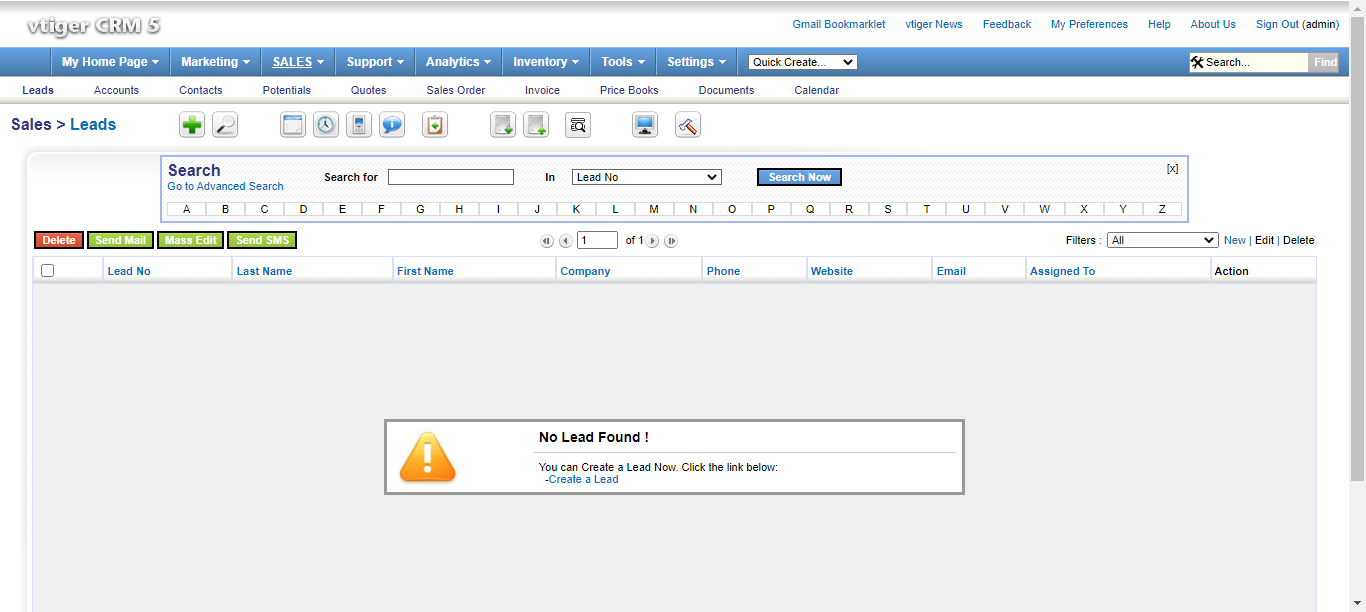 vtiger CRM 5
Gmail Bookmarklet vtiger News Feedback My Preferences Help About Us Sign Out (admin)
My Home Page Marketing SALES Support Analytics Inventory Tools Settings Quick Create... Search... Find
Leads Accounts Contacts Potentials Quotes Sales Order Invoice Price Books Documents Calendar
Sales > Leads
Search [x]
Go to Advanced Search
Search for In Lead No Search Now
A B C D E F G H I J K L M N O P Q R S T U V W X Y Z
Delete Send Mail Mass Edit Send SMS 1 of 1 Filters : All New | Edit | Delete
Lead No Last Name First Name Company Phone Website Email Assigned To Action
No Lead Found !
You can Create a Lead Now. Click the link below:
-Create a Lead